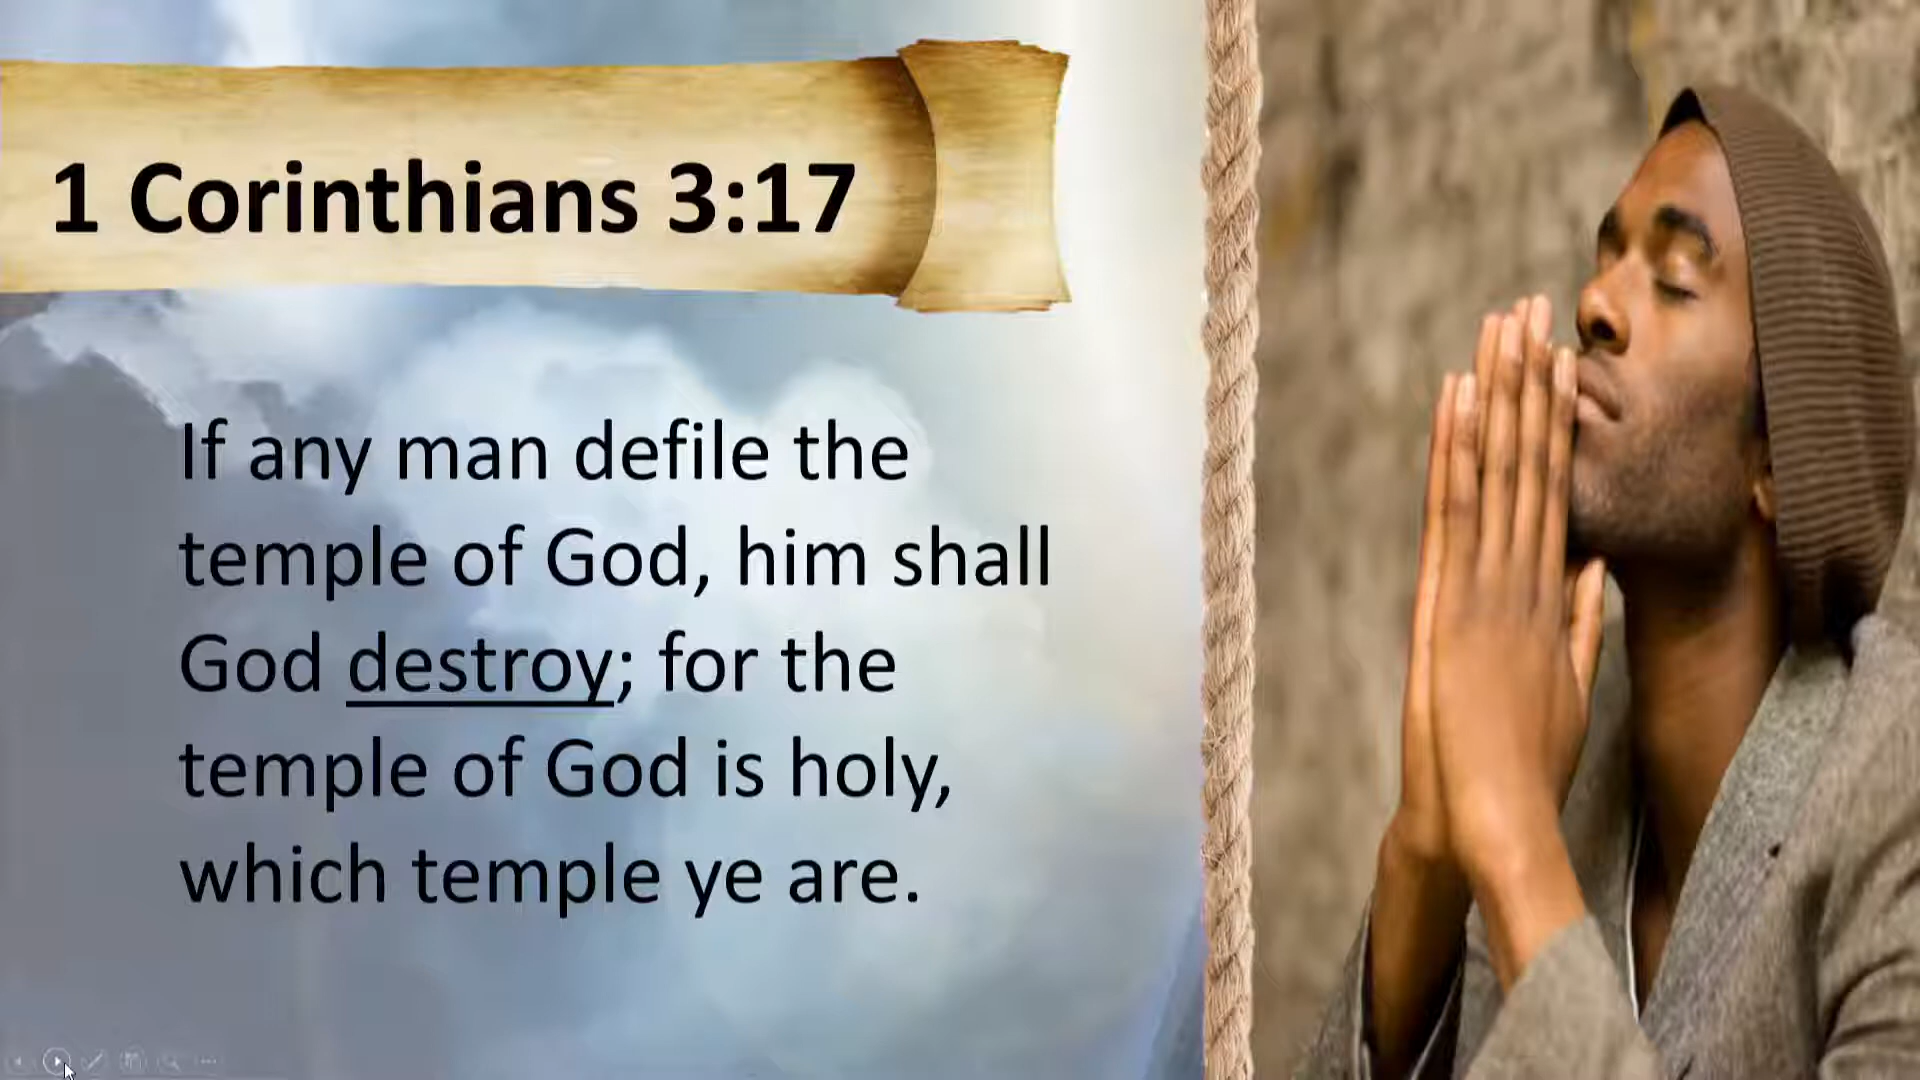 1 Corinthians 3:17
If any man defile the
temple of God, him shall
God destroy; for the
temple of God is holy,
which temple ye are.